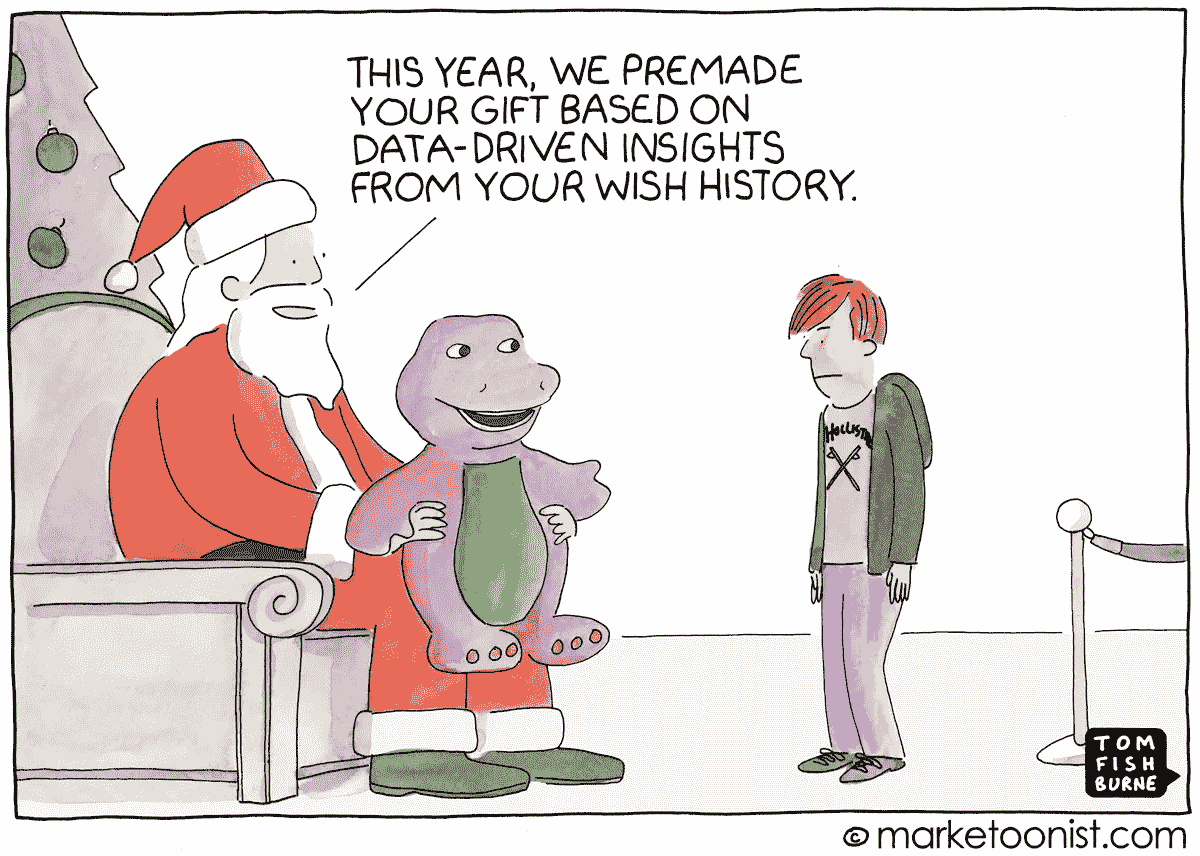 THIS YEAR, WE PREMADE
YOUR GIFT BASED ON
DATA-DRIVEN INSIGHTS
FROM YOUR WISH HISTORY.
TOM
FISH
BURNE
© marketoonist.com